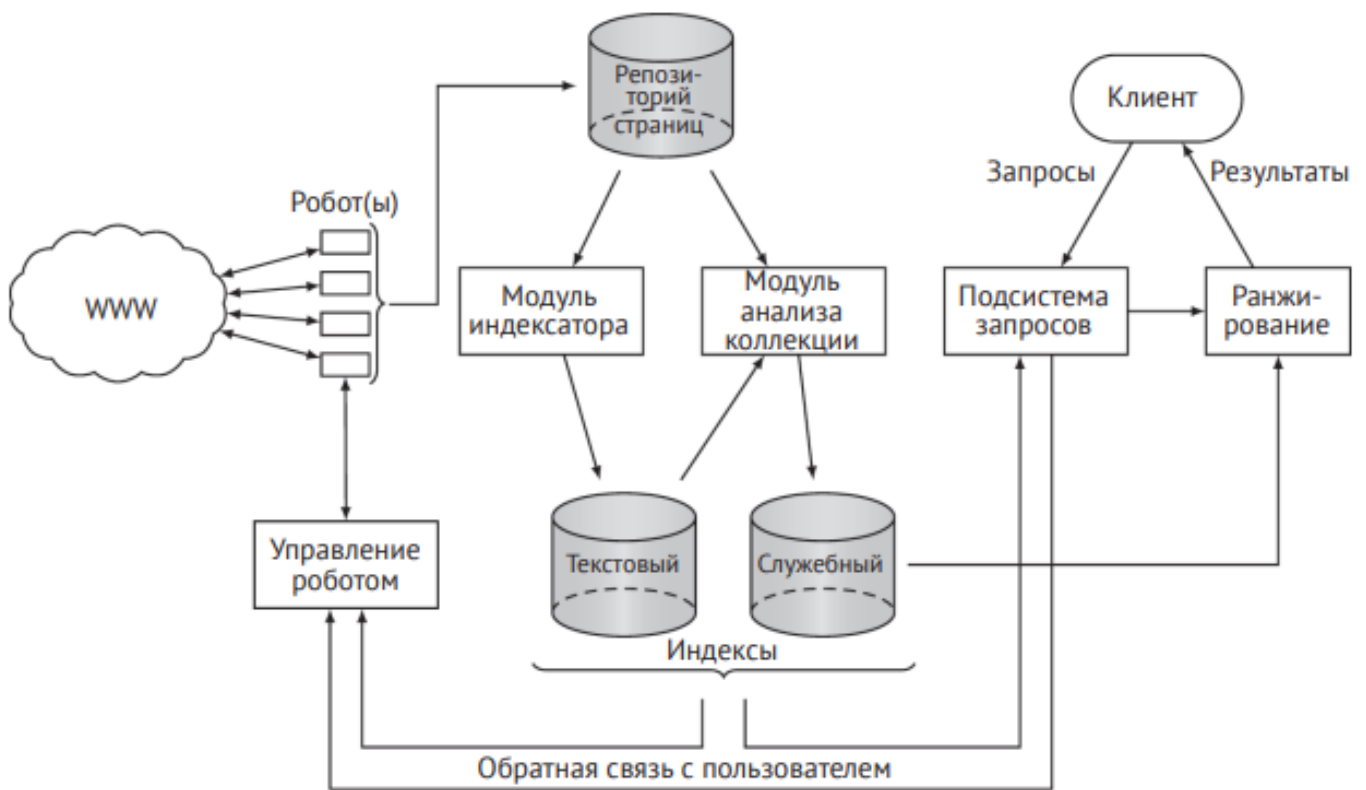 Репози-
торий
страниц
Клиент
Запросы
Результаты
Робот(ы)
WWW
Модуль
индексатора
Модуль
анализа
коллекции
Подсистема
запросов
Ранжи-
рование
Управление
роботом
Текстовый
Служебный
Индексы
Обратная связь с пользователем